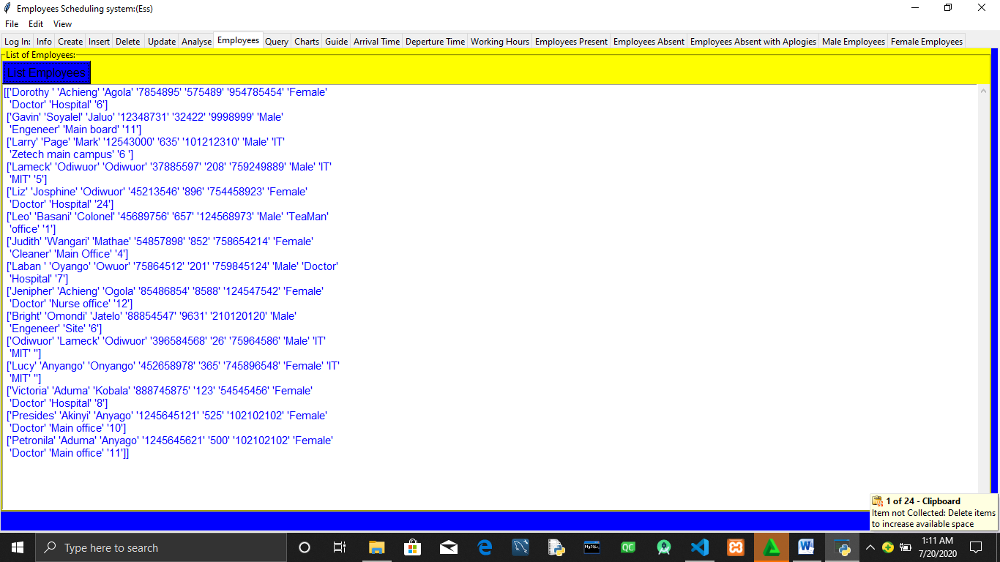 Employees Scheduling system:(Ess)
File Edit View
Log In: Info Create Insert Delete Update Analyse Employees Query Charts Guide Arrival Time Deperture Time Working Hours Employees Present Employees Absent Employees Absent with Aplogies Male Employees Female Employees
List of Employees:
List Employees
[['Dorothy ' 'Achieng' 'Agola' '7854895' '575489' '954785454' 'Female'
'Doctor' 'Hospital' '6']
['Gavin' 'Soyalel' 'Jaluo' '12348731' '32422' '9998999' 'Male'
'Engeneer' 'Main board' '11']
['Larry' 'Page' 'Mark' '12543000' '635' '101212310' 'Male' 'IT'
'Zetech main campus' '6 ']
['Lameck' 'Odiwuor' 'Odiwuor' '37885597' '208' '759249889' 'Male' 'IT'
'MIT' '5']
['Liz' 'Josphine' 'Odiwuor' '45213546' '896' '754458923' 'Female'
'Doctor' 'Hospital' '24']
['Leo' 'Basani' 'Colonel' '45689756' '657' '124568973' 'Male' 'TeaMan'
'office' '1']
['Judith' 'Wangari' 'Mathae' '54857898' '852' '758654214' 'Female'
'Cleaner' 'Main Office' '4']
['Laban ' 'Oyango' 'Owuor' '75864512' '201' '759845124' 'Male' 'Doctor'
'Hospital' '7']
['Jenipher' 'Achieng' 'Ogola' '85486854' '8588' '124547542' 'Female'
'Doctor' 'Nurse office' '12']
['Bright' 'Omondi' 'Jatelo' '88854547' '9631' '210120120' 'Male'
'Engeneer' 'Site' '6']
['Odiwuor' 'Lameck' 'Odiwuor' '396584568' '26' '75964586' 'Male' 'IT'
'MIT' '']
['Lucy' 'Anyango' 'Onyango' '452658978' '365' '745896548' 'Female' 'IT'
'MIT' '']
['Victoria' 'Aduma' 'Kobala' '888745875' '123' '54545456' 'Female'
'Doctor' 'Hospital' '8']
['Presides' 'Akinyi' 'Anyago' '1245645121' '525' '102102102' 'Female'
'Doctor' 'Main office' '10']
['Petronila' 'Aduma' 'Anyago' '1245645621' '500' '102102102' 'Female'
'Doctor' 'Main office' '11']]
1 of 24 - Clipboard
Item not Collected: Delete items
to increase available space
Type here to search
MySQL
QC
1:11 AM
7/20/2020